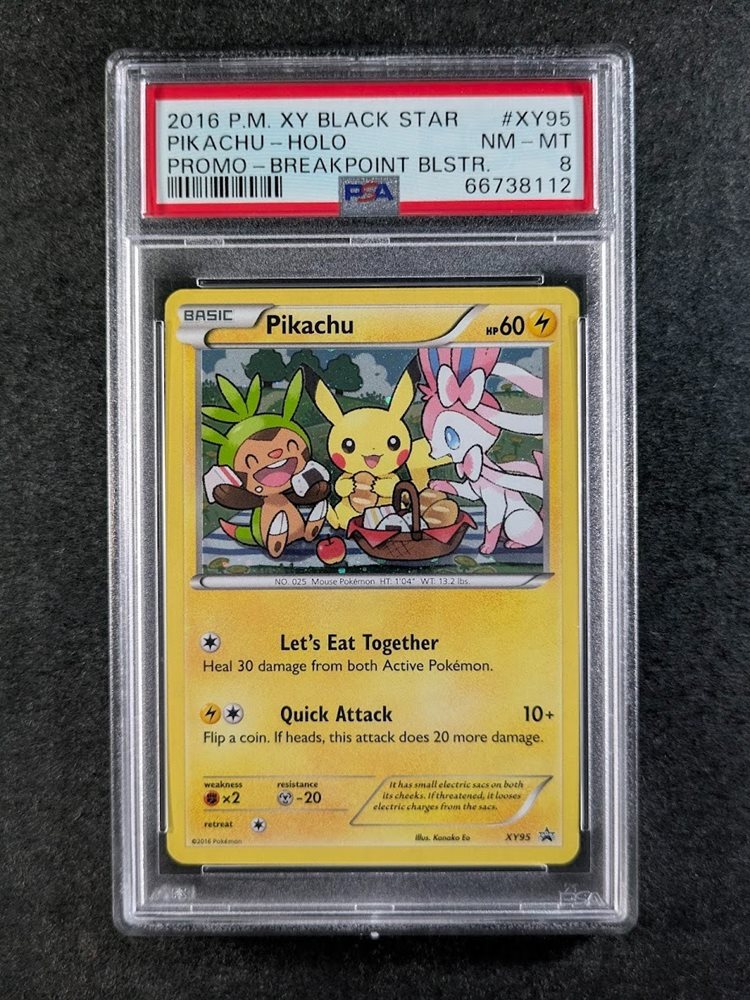 2016 P.M. XY BLACK STAR #XY95
PIKACHU - HOLO NM - MT
PROMO - BREAKPOINT BLSTR. 8
PSA 66738112
BASIC Pikachu HP60
NO. 025 Mouse Pokémon HT: 1'04" WT: 13.2 lbs.
Let's Eat Together
Heal 30 damage from both Active Pokémon.
Quick Attack 10+
Flip a coin. If heads, this attack does 20 more damage.
weakness resistance
×2 -20
It has small electric sacs on both
its cheeks. If threatened, it looses
electric charges from the sacs.
retreat
©2016 Pokémon Illus. Kanako Eo XY95
PSA